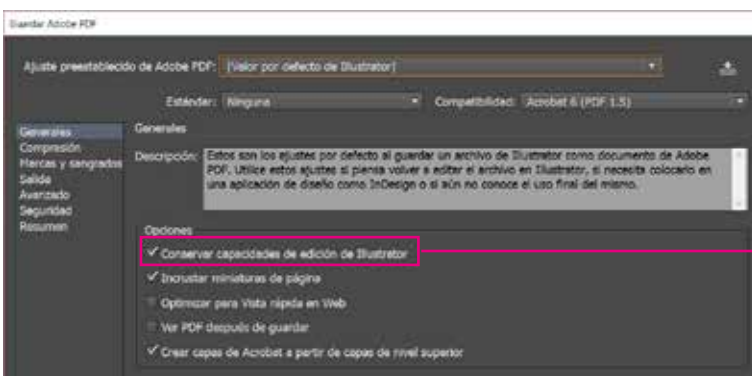 Guardar Adobe PDF
Ajuste preestablecido de Adobe PDF: [Valor por defecto de Illustrator]
Estándar: Ninguna Compatibilidad: Acrobat 6 (PDF 1.5)
Generales
Compresión
Marcas y sangrados
Salida
Avanzado
Seguridad
Resumen
Generales
Descripción: Estos son los ajustes por defecto al guardar un archivo de Illustrator como documento de Adobe
PDF. Utilice estos ajustes si piensa volver a editar el archivo en Illustrator, si necesita colocarlo en
una aplicación de diseño como InDesign o si aún no conoce el uso final del mismo.
Opciones
Conservar capacidades de edición de Illustrator
Incrustar miniaturas de página
Optimizar para Vista rápida en Web
Ver PDF después de guardar
Crear capas de Acrobat a partir de capas de nivel superior